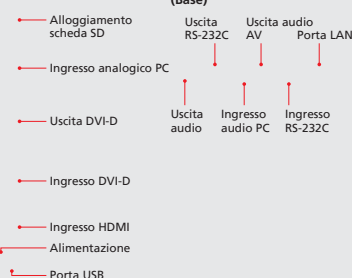 (Base)
Alloggiamento
scheda SD
Ingresso analogico PC
Uscita DVI-D
Ingresso DVI-D
Ingresso HDMI
Alimentazione
Porta USB
Uscita
RS-232C
Uscita audio
AV
Porta LAN
Uscita
audio
Ingresso
audio PC
Ingresso
RS-232C